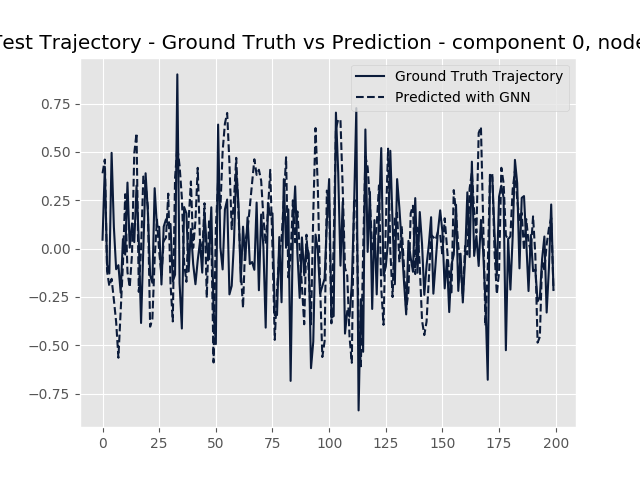 Test Trajectory - Ground Truth vs Prediction - component 0, node
Ground Truth Trajectory
Predicted with GNN
0.75
0.50
0.25
0.00
−0.25
−0.50
−0.75
0 25 50 75 100 125 150 175 200